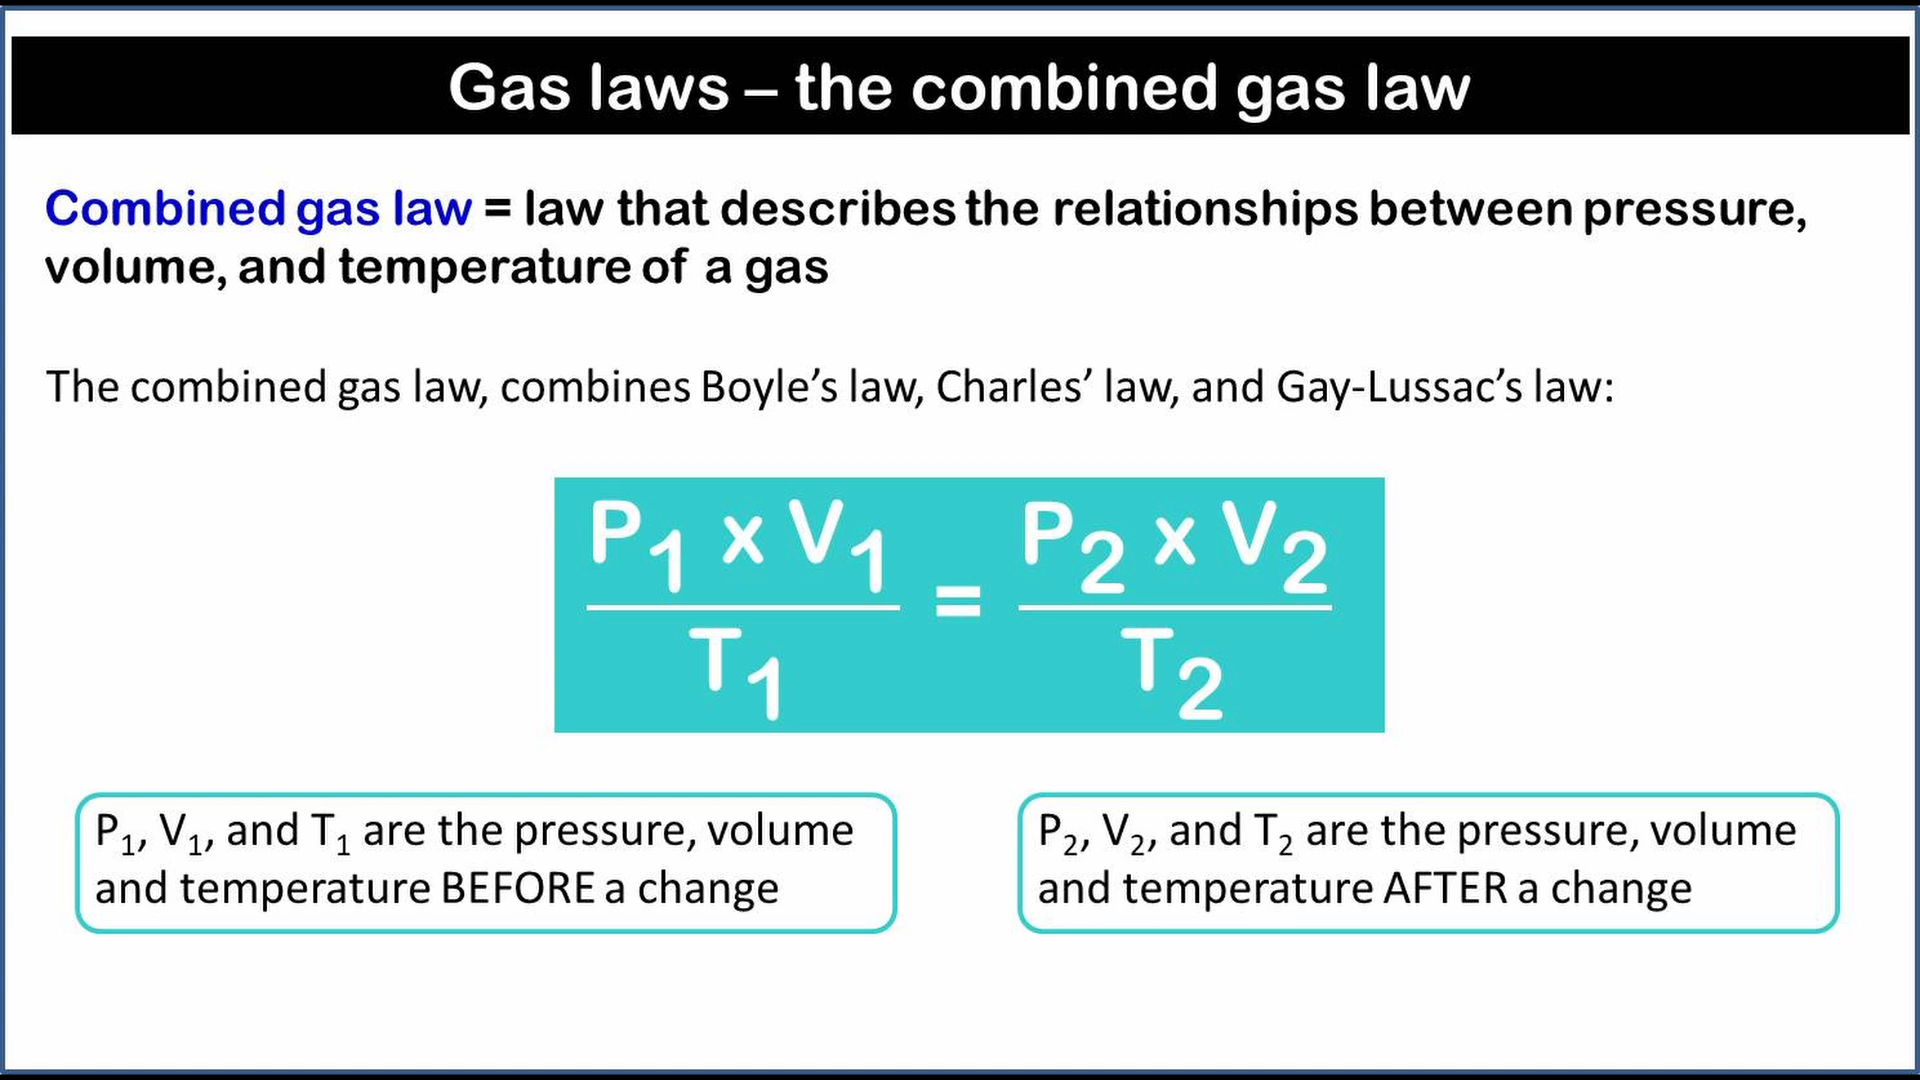 Gas laws – the combined gas law
Combined gas law = law that describes the relationships between pressure,
volume, and temperature of a gas
The combined gas law, combines Boyle’s law, Charles’ law, and Gay-Lussac’s law:
P₁ x V₁ = P₂ x V₂
T₁ T₂
P₁, V₁, and T₁ are the pressure, volume
and temperature BEFORE a change
P₂, V₂, and T₂ are the pressure, volume
and temperature AFTER a change